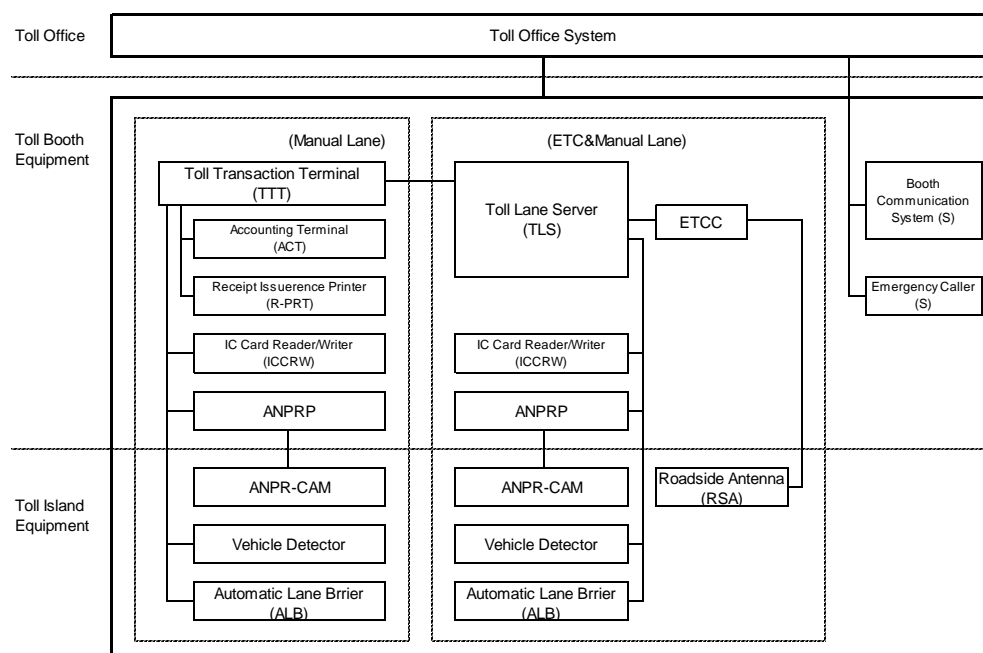 Toll Office
Toll Office System
Toll Booth
Equipment
(Manual Lane)
Toll Transaction Terminal
(TTT)
Accounting Terminal
(ACT)
Receipt Issuerence Printer
(R-PRT)
IC Card Reader/Writer
(ICCRW)
ANPRP
(ETC&Manual Lane)
Toll Lane Server
(TLS)
ETCC
IC Card Reader/Writer
(ICCRW)
ANPRP
Booth
Communication
System (S)
Emergency Caller
(S)
Toll Island
Equipment
ANPR-CAM
Vehicle Detector
Automatic Lane Brrier
(ALB)
ANPR-CAM
Vehicle Detector
Automatic Lane Brrier
(ALB)
Roadside Antenna
(RSA)